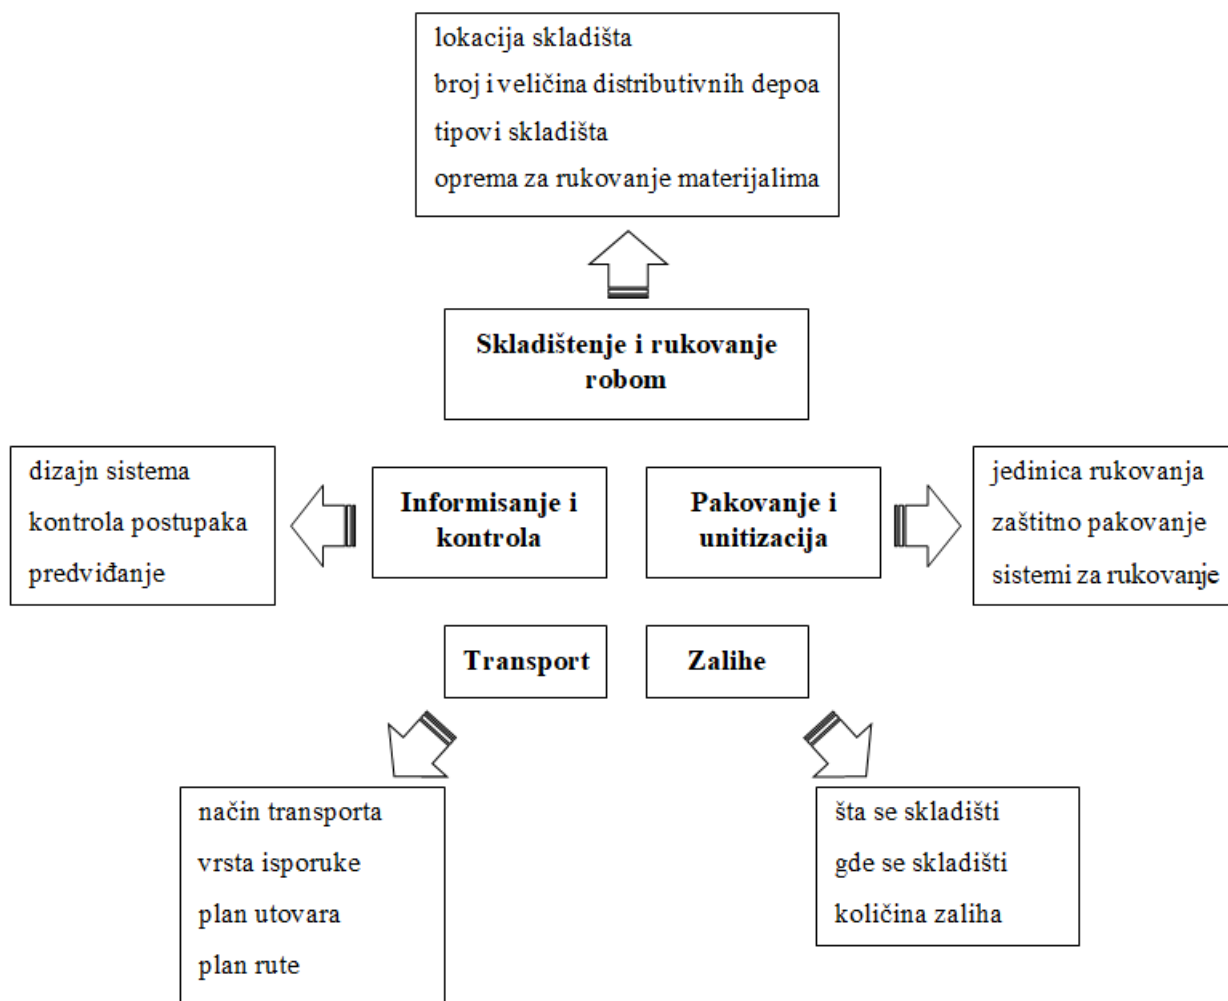 lokacija skladišta
broj i veličina distributivnih depoa
tipovi skladišta
oprema za rukovanje materijalima
Skladištenje i rukovanje
robom
dizajn sistema
kontrola postupaka
predviđanje
Informisanje i
kontrola
Pakovanje i
unitizacija
jedinica rukovanja
zaštitno pakovanje
sistemi za rukovanje
Transport
Zalihe
način transporta
vrsta isporuke
plan utovara
plan rute
šta se skladišti
gde se skladišti
količina zaliha